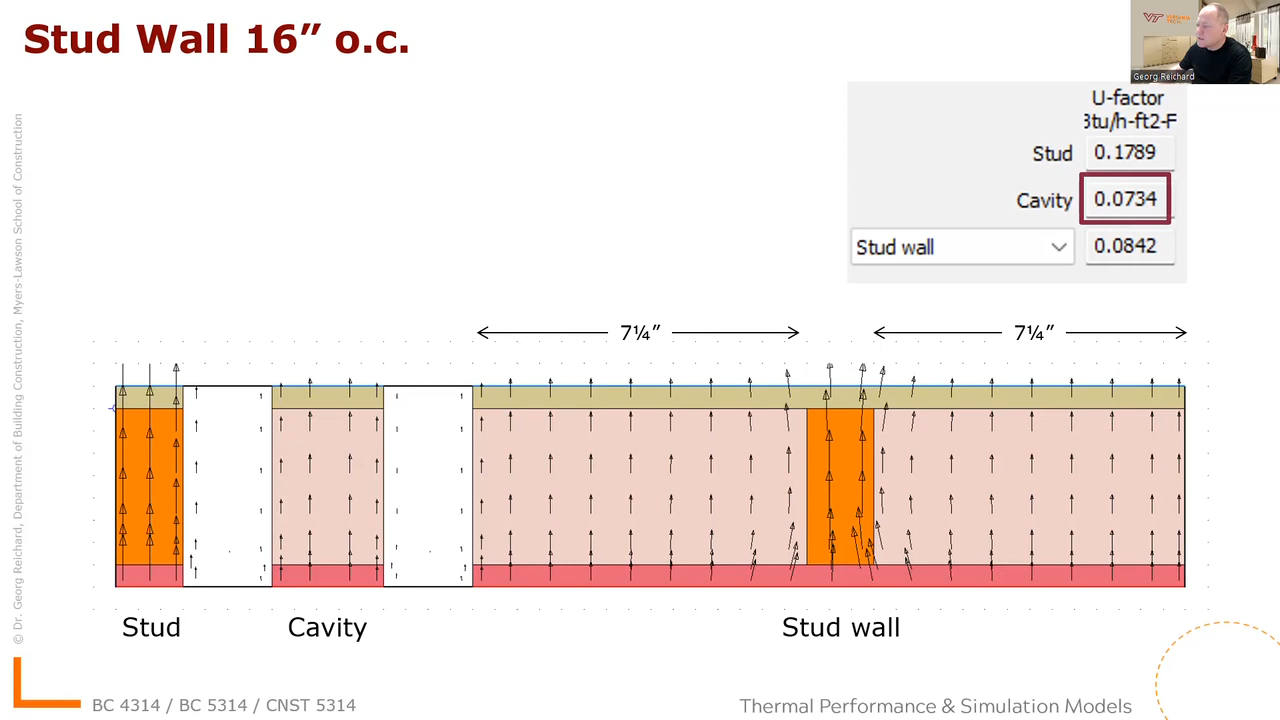 Stud Wall 16” o.c.
VIRGINIA
TECH
Georg Reichard
U-factor
Btu/h-ft2-F
Stud 0.1789
Cavity 0.0734
Stud wall 0.0842
7¼” 7¼”
Stud Cavity Stud wall
© Dr. Georg Reichard, Department of Building Construction, Myers-Lawson School of Construction
BC 4314 / BC 5314 / CNST 5314 Thermal Performance & Simulation Models